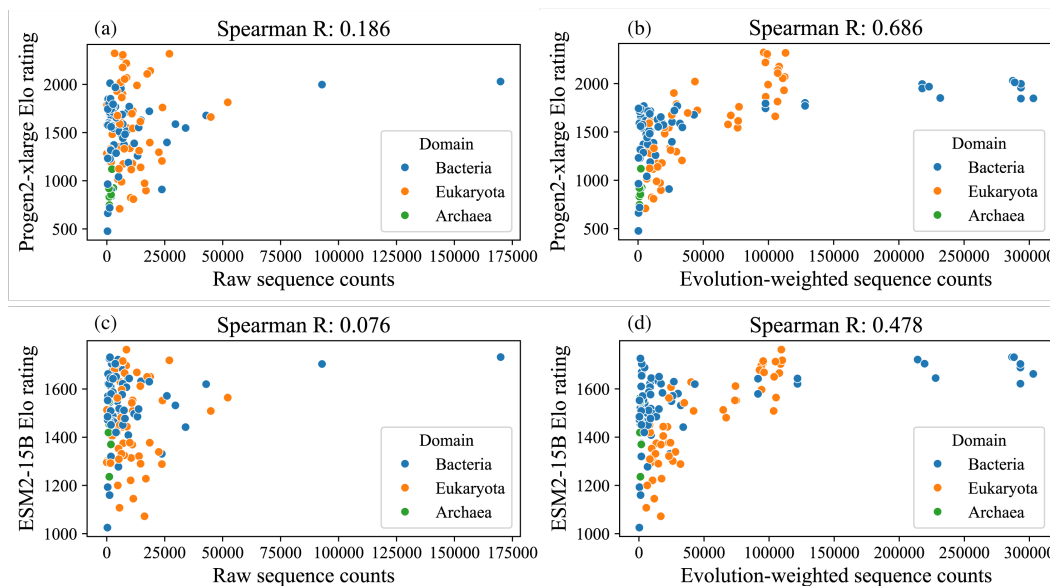 (a)
Spearman R: 0.186
Progen2-xlarge Elo rating
2000
1500
1000
500
Domain
Bacteria
Eukaryota
Archaea
0 25000 50000 75000 100000 125000 150000 175000
Raw sequence counts
(b)
Spearman R: 0.686
Progen2-xlarge Elo rating
2000
1500
1000
500
Domain
Bacteria
Eukaryota
Archaea
0 50000 100000 150000 200000 250000 300000
Evolution-weighted sequence counts
(c)
Spearman R: 0.076
ESM2-15B Elo rating
1600
1400
1200
1000
Domain
Bacteria
Eukaryota
Archaea
0 25000 50000 75000 100000 125000 150000 175000
Raw sequence counts
(d)
Spearman R: 0.478
ESM2-15B Elo rating
1600
1400
1200
1000
Domain
Bacteria
Eukaryota
Archaea
0 50000 100000 150000 200000 250000 300000
Evolution-weighted sequence counts